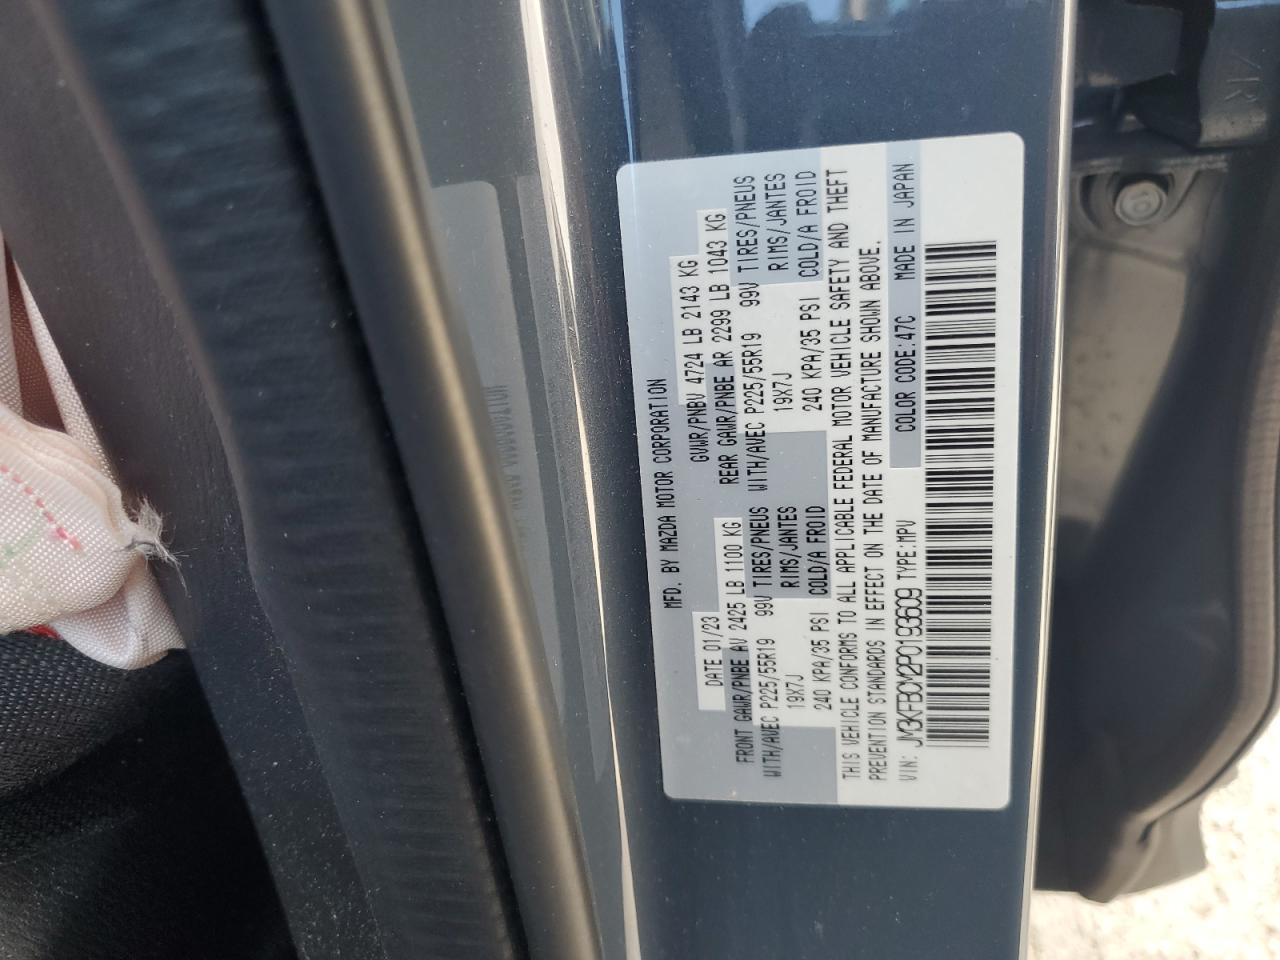 MFD. BY MAZDA MOTOR CORPORATION
DATE 01/23 GVWR/PNBV 4724 LB 2143 KG
FRONT GAWR/PNBE AV 2425 LB 1100 KG REAR GAWR/PNBE AR 2299 LB 1043 KG
WITH/AVEC P225/55R19 99V TIRES/PNEUS WITH/AVEC P225/55R19 99V TIRES/PNEUS
19X7J RIMS/JANTES 19X7J RIMS/JANTES
240 KPA/35 PSI COLD/A FROID 240 KPA/35 PSI COLD/A FROID
THIS VEHICLE CONFORMS TO ALL APPLICABLE FEDERAL MOTOR VEHICLE SAFETY AND THEFT
PREVENTION STANDARDS IN EFFECT ON THE DATE OF MANUFACTURE SHOWN ABOVE.
VIN: JM3KFBCM2P0193609 TYPE:MPV COLOR CODE:47C MADE IN JAPAN